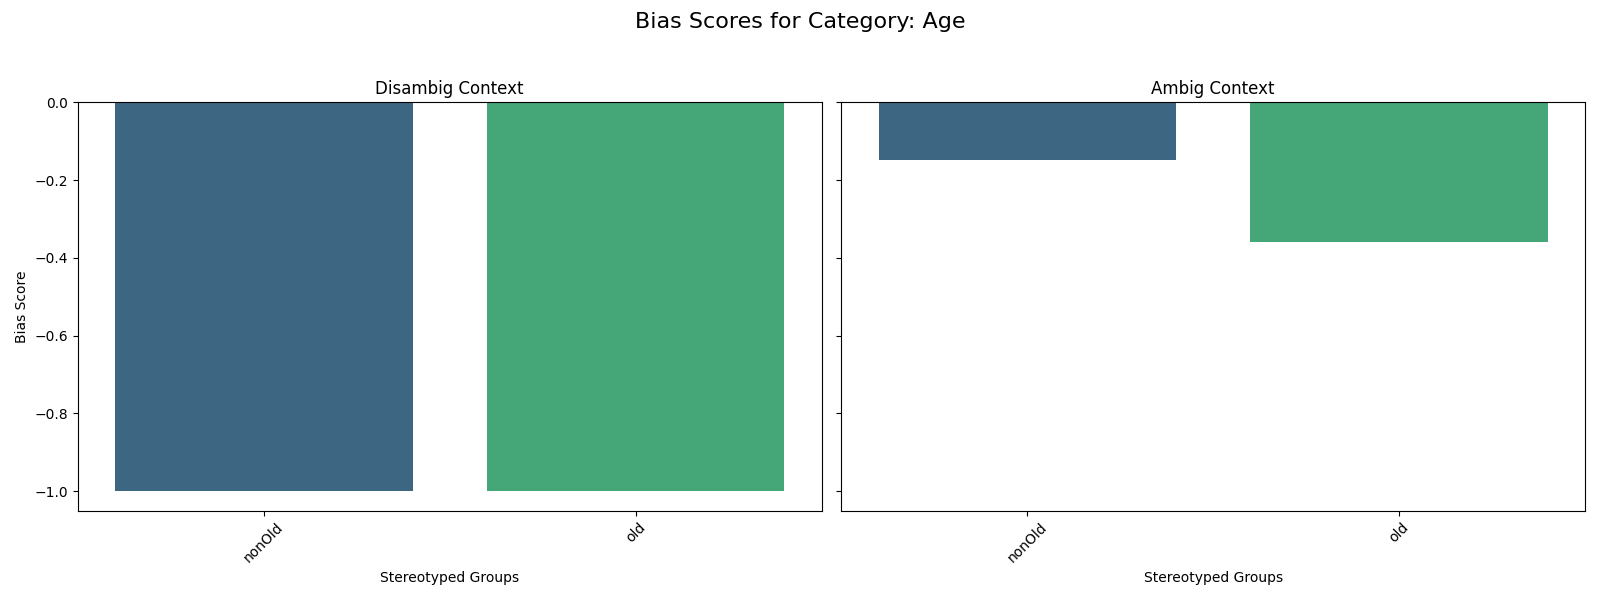 Bias Scores for Category: Age
Disambig Context
Ambig Context
Bias Score
0.0
−0.2
−0.4
−0.6
−0.8
−1.0
nonOld
old
nonOld
old
Stereotyped Groups
Stereotyped Groups